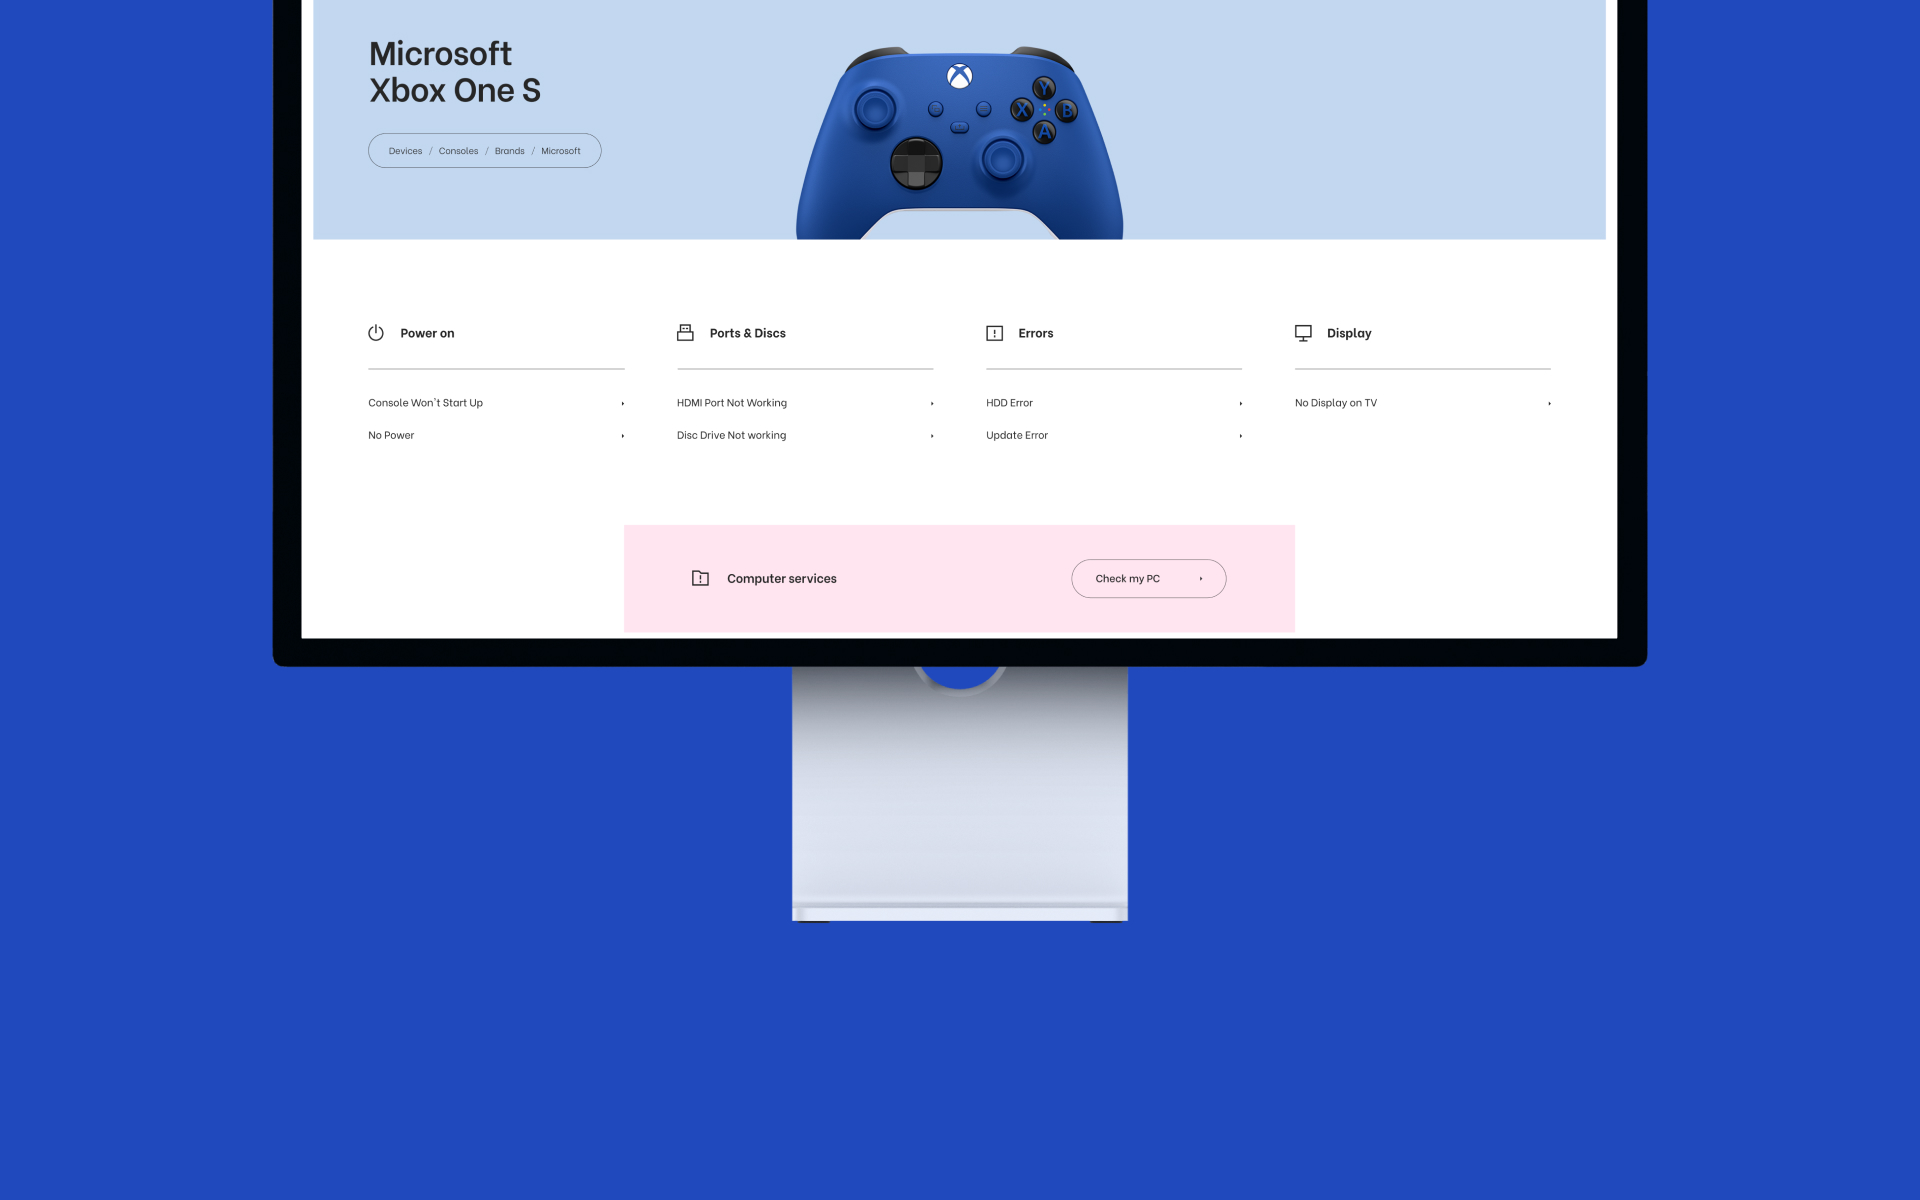 Microsoft
Xbox One S
Devices / Consoles / Brands / Microsoft
Y
X B
A
Power on
Ports & Discs
Errors
Display
Console Won't Start Up
HDMI Port Not Working
HDD Error
No Display on TV
No Power
Disc Drive Not working
Update Error
Computer services
Check my PC